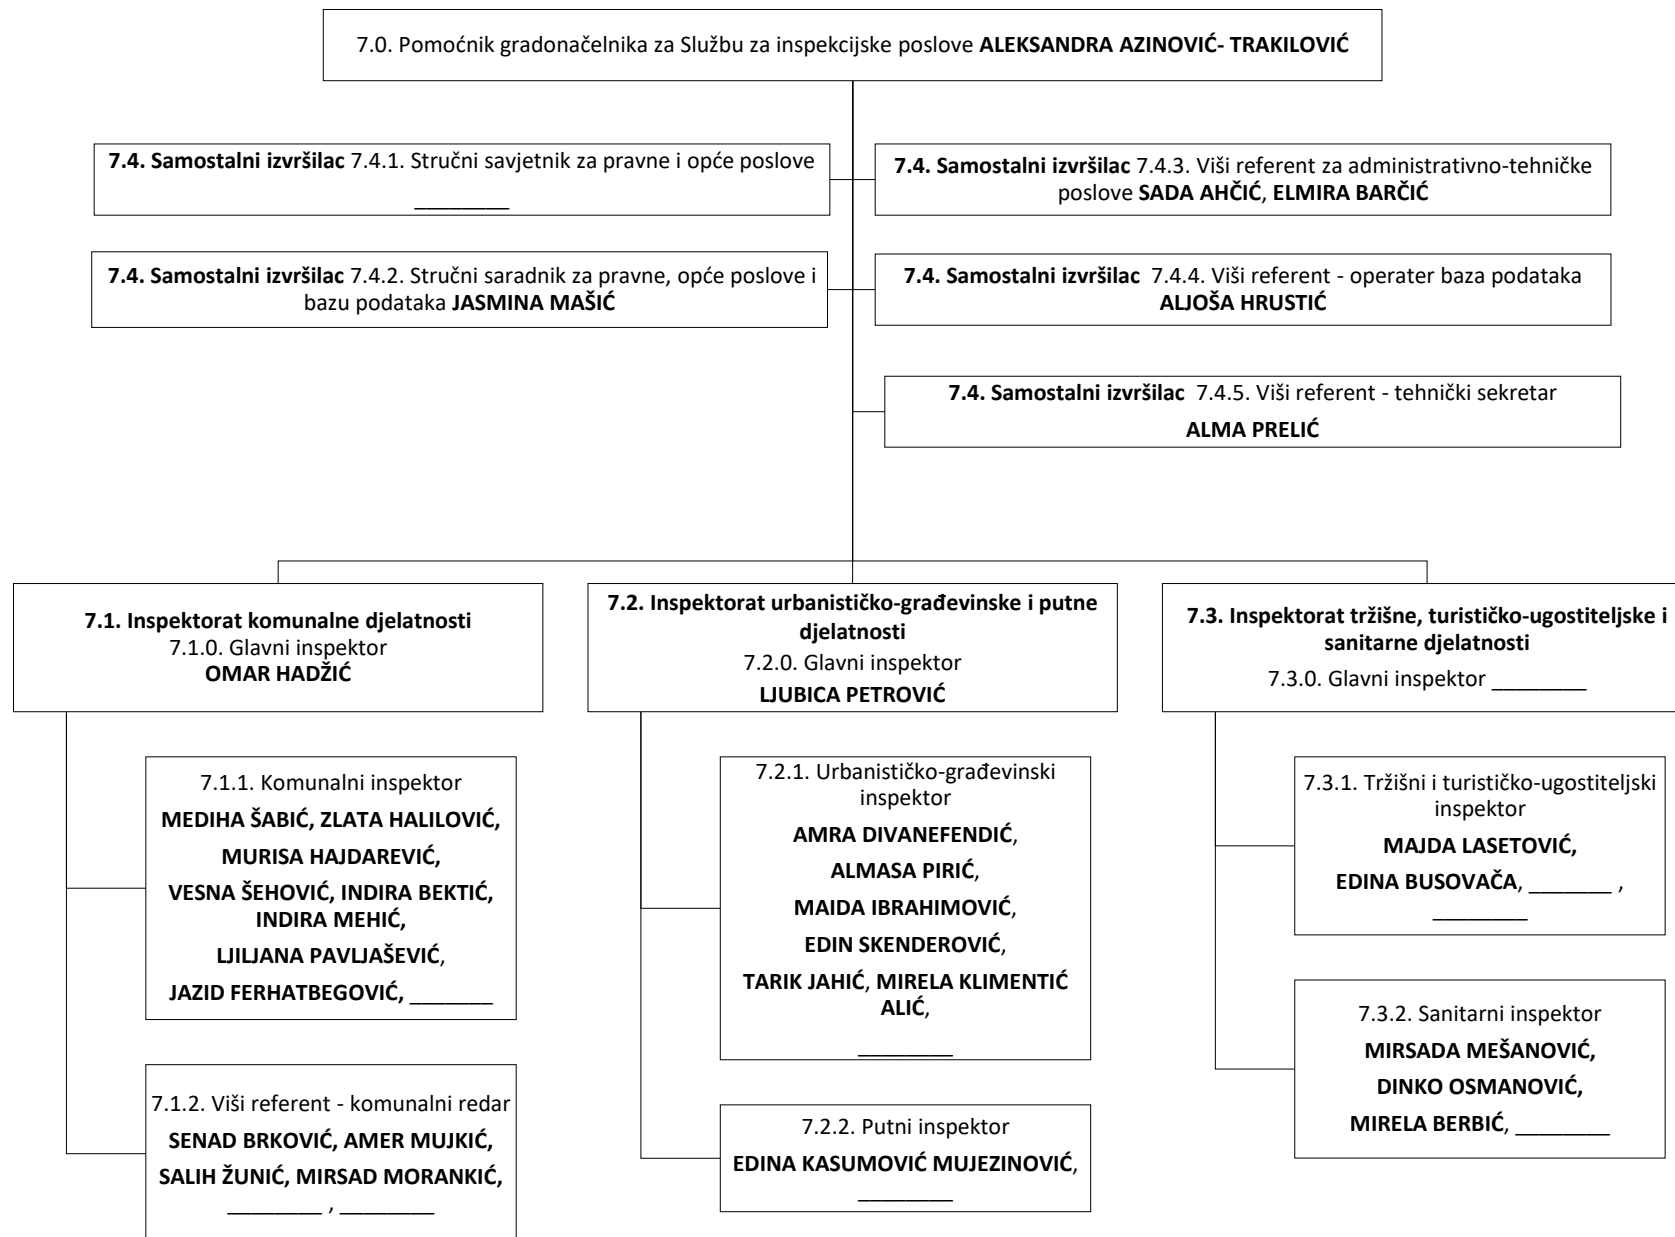 7.0. Pomoćnik gradonačelnika za Službu za inspekcijske poslove ALEKSANDRA AZINOVIĆ- TRAKILOVIĆ
7.4. Samostalni izvršilac 7.4.1. Stručni savjetnik za pravne i opće poslove
________
7.4. Samostalni izvršilac 7.4.3. Viši referent za administrativno-tehničke
poslove SADA AHČIĆ, ELMIRA BARČIĆ
7.4. Samostalni izvršilac 7.4.2. Stručni saradnik za pravne, opće poslove i
bazu podataka JASMINA MAŠIĆ
7.4. Samostalni izvršilac 7.4.4. Viši referent - operater baza podataka
ALJOŠA HRUSTIĆ
7.4. Samostalni izvršilac 7.4.5. Viši referent - tehnički sekretar
ALMA PRELIĆ
7.1. Inspektorat komunalne djelatnosti
7.1.0. Glavni inspektor
OMAR HADŽIĆ
7.2. Inspektorat urbanističko-građevinske i putne
djelatnosti
7.2.0. Glavni inspektor
LJUBICA PETROVIĆ
7.3. Inspektorat tržišne, turističko-ugostiteljske i
sanitarne djelatnosti
7.3.0. Glavni inspektor ________
7.1.1. Komunalni inspektor
MEDIHA ŠABIĆ, ZLATA HALILOVIĆ,
MURISA HAJDAREVIĆ,
VESNA ŠEHOVIĆ, INDIRA BEKTIĆ,
INDIRA MEHIĆ,
LJILJANA PAVLJAŠEVIĆ,
JAZID FERHATBEGOVIĆ, _______
7.1.2. Viši referent - komunalni redar
SENAD BRKOVIĆ, AMER MUJKIĆ,
SALIH ŽUNIĆ, MIRSAD MORANKIĆ,
________ , ________
7.2.1. Urbanističko-građevinski
inspektor
AMRA DIVANEFENDIĆ,
ALMASA PIRIĆ,
MAIDA IBRAHIMOVIĆ,
EDIN SKENDEROVIĆ,
TARIK JAHIĆ, MIRELA KLIMENTIĆ
ALIĆ,
________
7.2.2. Putni inspektor
EDINA KASUMOVIĆ MUJEZINOVIĆ,
________
7.3.1. Tržišni i turističko-ugostiteljski
inspektor
MAJDA LASETOVIĆ,
EDINA BUSOVAČA, _______ ,
________
7.3.2. Sanitarni inspektor
MIRSADA MEŠANOVIĆ,
DINKO OSMANOVIĆ,
MIRELA BERBIĆ, ________